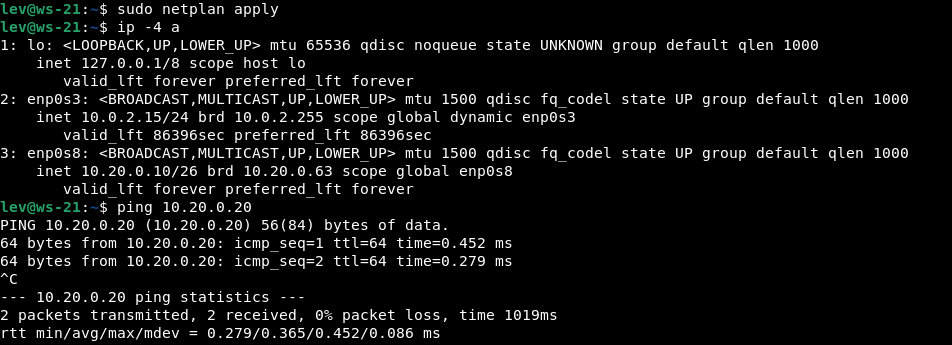 lev@ws-21:~$ sudo netplan apply
lev@ws-21:~$ ip -4 a
1: lo: <LOOPBACK,UP,LOWER_UP> mtu 65536 qdisc noqueue state UNKNOWN group default qlen 1000
    inet 127.0.0.1/8 scope host lo
       valid_lft forever preferred_lft forever
2: enp0s3: <BROADCAST,MULTICAST,UP,LOWER_UP> mtu 1500 qdisc fq_codel state UP group default qlen 1000
    inet 10.0.2.15/24 brd 10.0.2.255 scope global dynamic enp0s3
       valid_lft 86396sec preferred_lft 86396sec
3: enp0s8: <BROADCAST,MULTICAST,UP,LOWER_UP> mtu 1500 qdisc fq_codel state UP group default qlen 1000
    inet 10.20.0.10/26 brd 10.20.0.63 scope global enp0s8
       valid_lft forever preferred_lft forever
lev@ws-21:~$ ping 10.20.0.20
PING 10.20.0.20 (10.20.0.20) 56(84) bytes of data.
64 bytes from 10.20.0.20: icmp_seq=1 ttl=64 time=0.452 ms
64 bytes from 10.20.0.20: icmp_seq=2 ttl=64 time=0.279 ms
^C
--- 10.20.0.20 ping statistics ---
2 packets transmitted, 2 received, 0% packet loss, time 1019ms
rtt min/avg/max/mdev = 0.279/0.365/0.452/0.086 ms